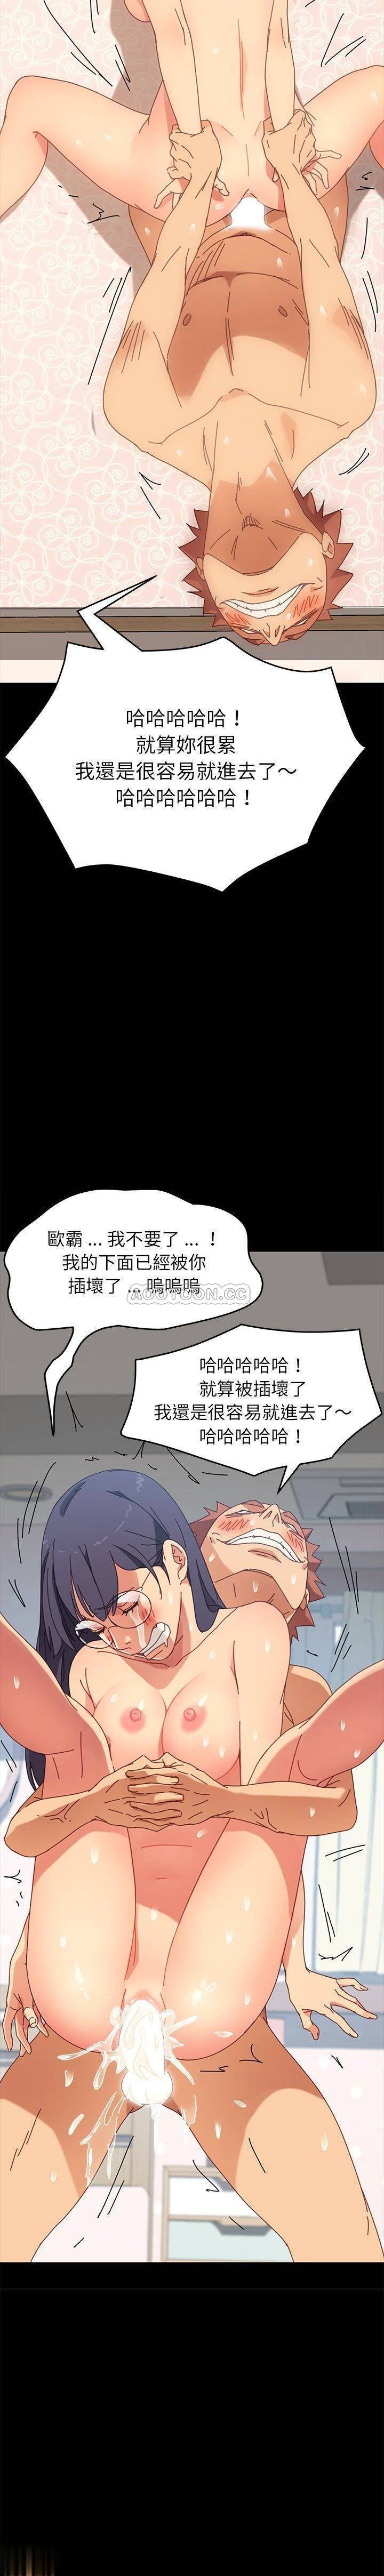 哈哈哈哈哈！
就算妳很累
我還是很容易就進去了～
哈哈哈哈哈哈！
歐霸 ... 我不要了 ... ！
我的下面已經被你
插壞了 ... 嗚嗚嗚
AOOTOON.CC
哈哈哈哈哈！
就算被插壞了
我還是很容易就進去了～
哈哈哈哈哈！